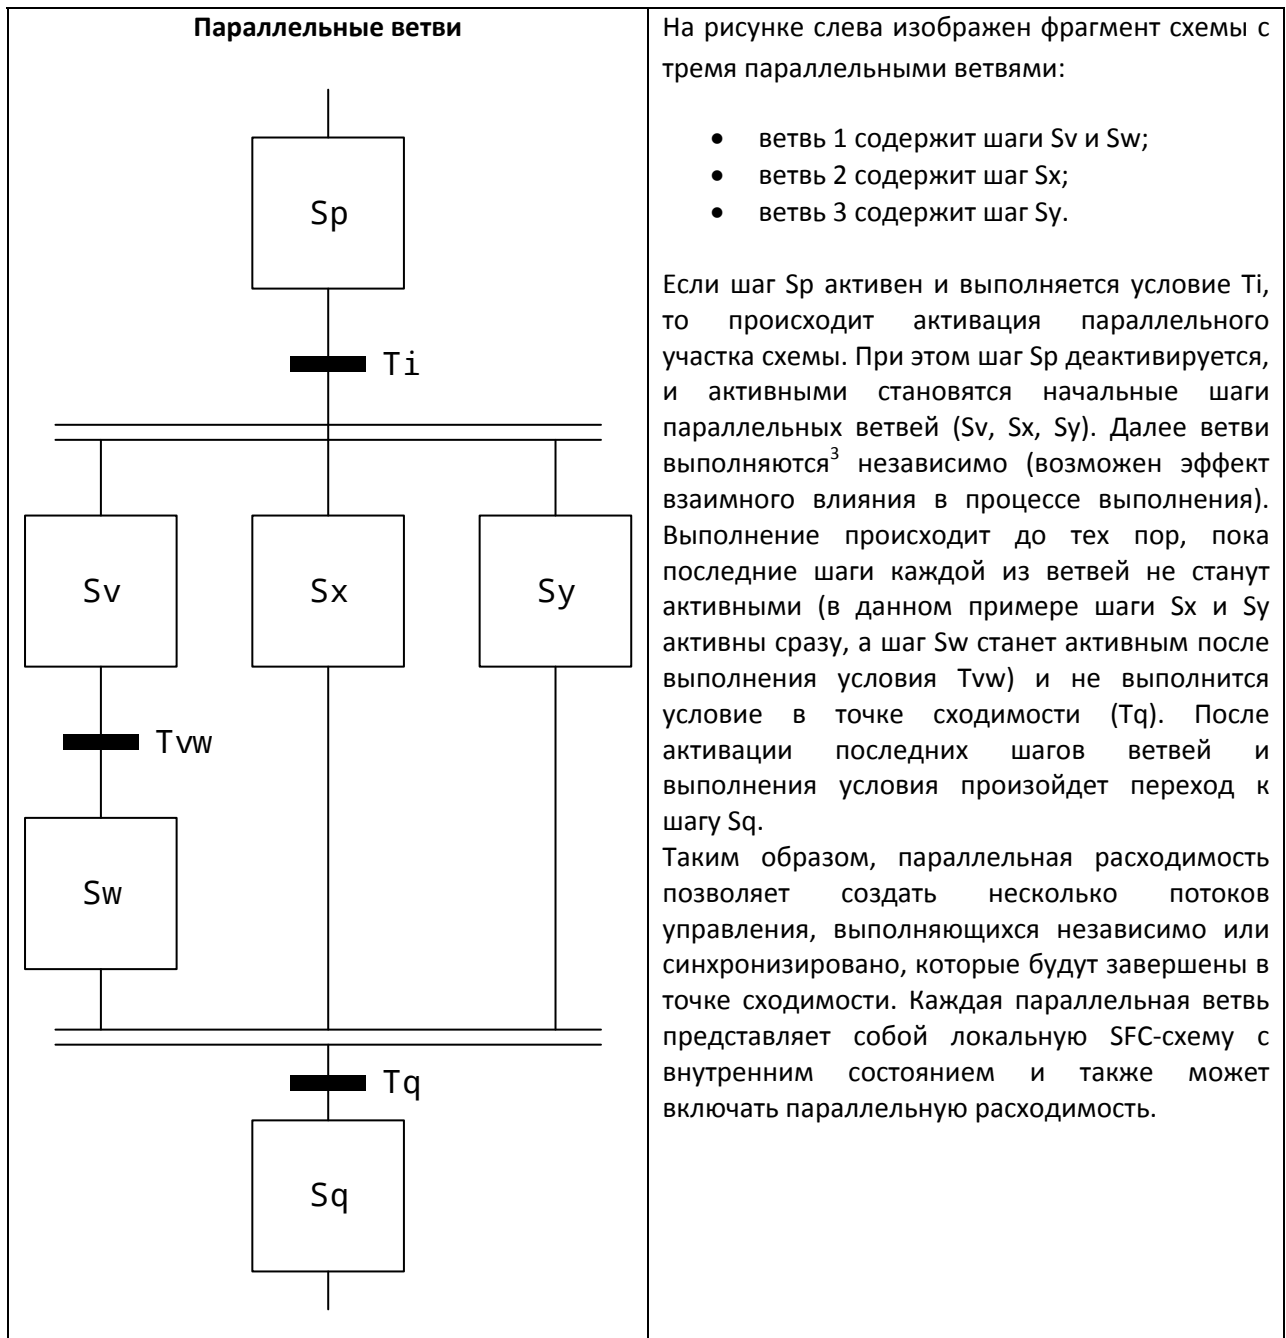 Параллельные ветви
Sp
Ti
Sv
Sx
Sy
Tvw
Sw
Tq
Sq
На рисунке слева изображен фрагмент схемы с
тремя параллельными ветвями:
• ветвь 1 содержит шаги Sv и Sw;
• ветвь 2 содержит шаг Sx;
• ветвь 3 содержит шаг Sy.
Если шаг Sp активен и выполняется условие Ti,
то происходит активация параллельного
участка схемы. При этом шаг Sp деактивируется,
и активными становятся начальные шаги
параллельных ветвей (Sv, Sx, Sy). Далее ветви
выполняются³ независимо (возможен эффект
взаимного влияния в процессе выполнения).
Выполнение происходит до тех пор, пока
последние шаги каждой из ветвей не станут
активными (в данном примере шаги Sx и Sy
активны сразу, а шаг Sw станет активным после
выполнения условия Tvw) и не выполнится
условие в точке сходимости (Tq). После
активации последних шагов ветвей и
выполнения условия произойдет переход к
шагу Sq.
Таким образом, параллельная расходимость
позволяет создать несколько потоков
управления, выполняющихся независимо или
синхронизировано, которые будут завершены в
точке сходимости. Каждая параллельная ветвь
представляет собой локальную SFC-схему с
внутренним состоянием и также может
включать параллельную расходимость.